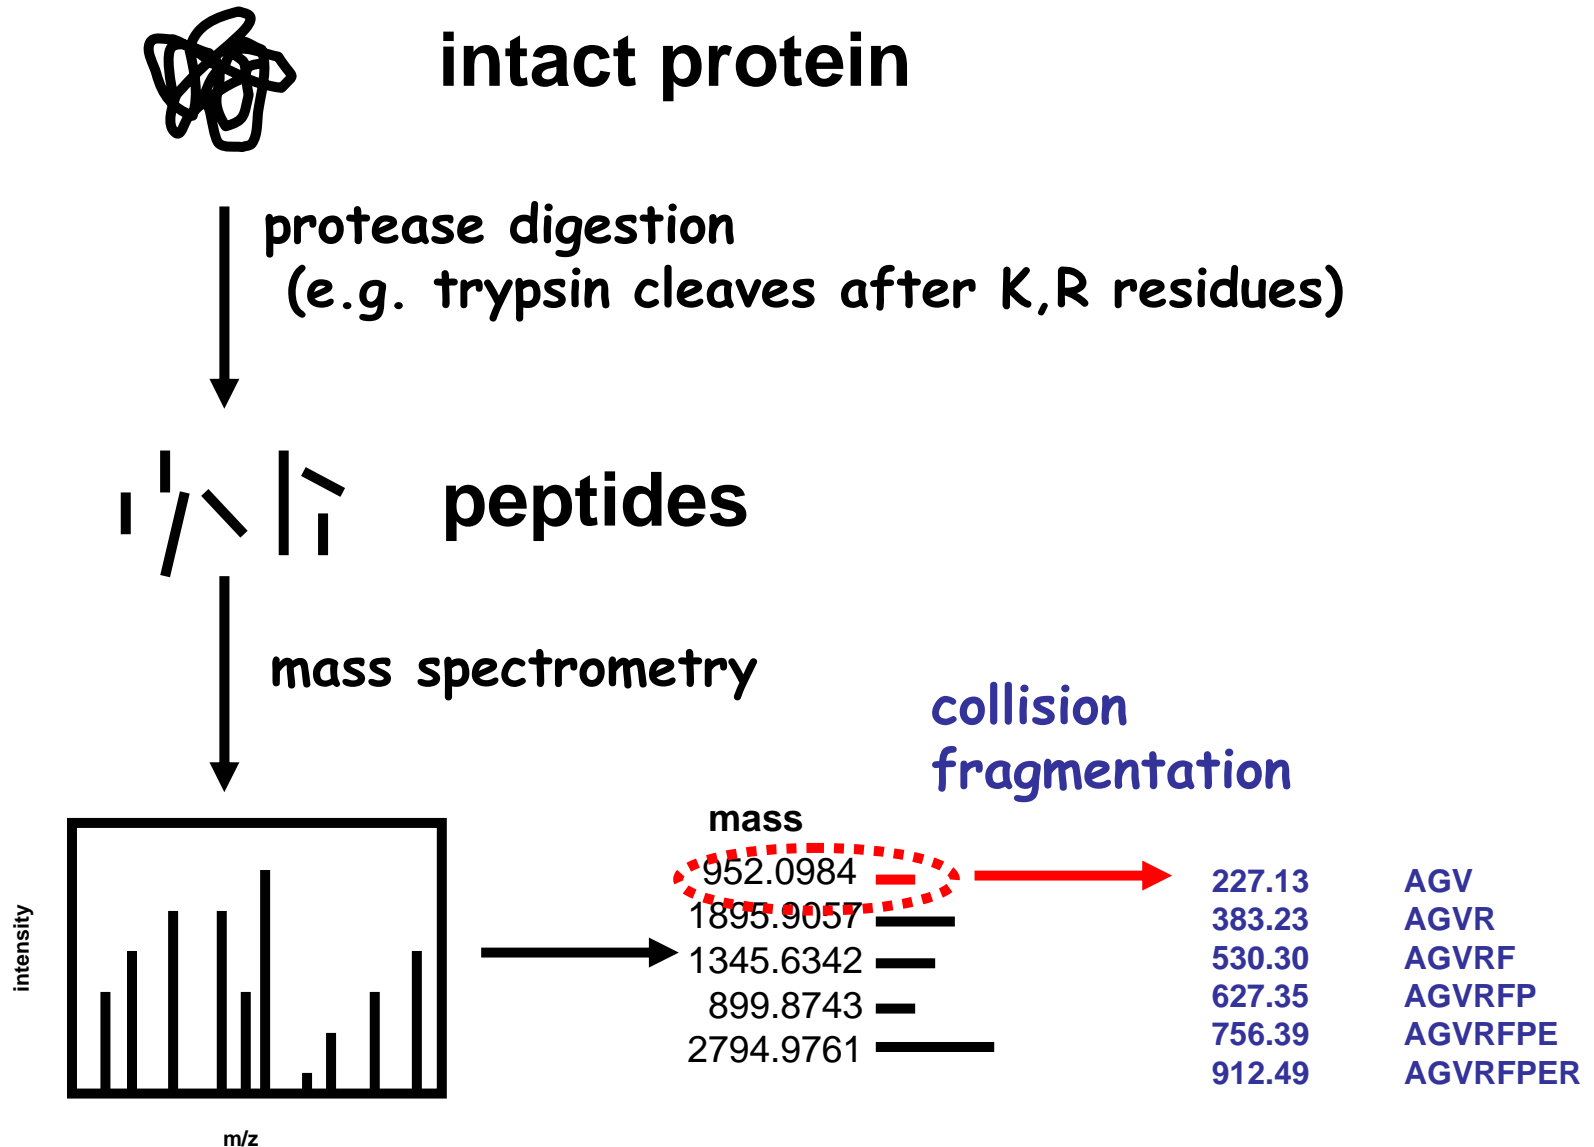 intact protein
protease digestion
(e.g. trypsin cleaves after K,R residues)
peptides
mass spectrometry
collision
fragmentation
mass
952.0984
1895.9057
1345.6342
899.8743
2794.9761
227.13 AGV
383.23 AGVR
530.30 AGVRF
627.35 AGVRFP
756.39 AGVRFPE
912.49 AGVRFPER
intensity
m/z